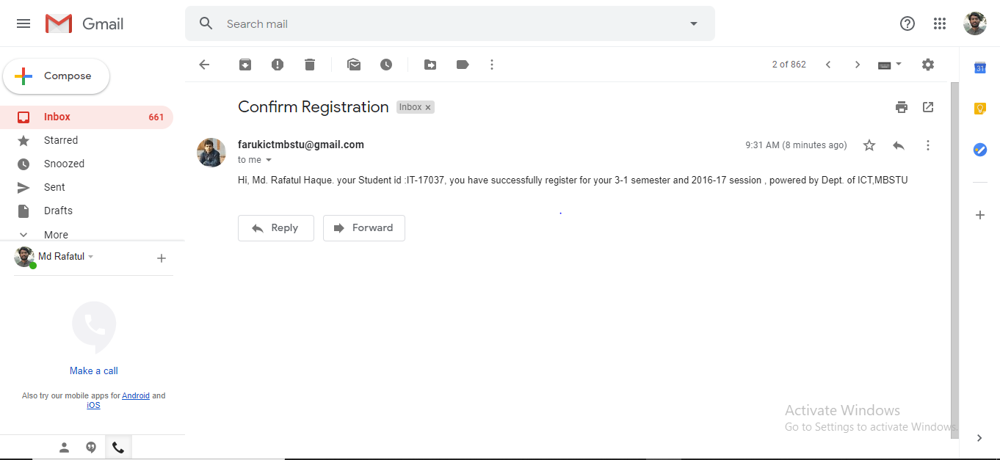 Gmail
Search mail
Compose
2 of 862
31
Inbox 661
Starred
Snoozed
Sent
Drafts
More
Md Rafatul
Make a call
Also try our mobile apps for Android and
iOS
Confirm Registration Inbox ×
farukictmbstu@gmail.com 9:31 AM (8 minutes ago)
to me
Hi, Md. Rafatul Haque. your Student id :IT-17037, you have successfully register for your 3-1 semester and 2016-17 session , powered by Dept. of ICT,MBSTU
Reply Forward
Activate Windows
Go to Settings to activate Windows.